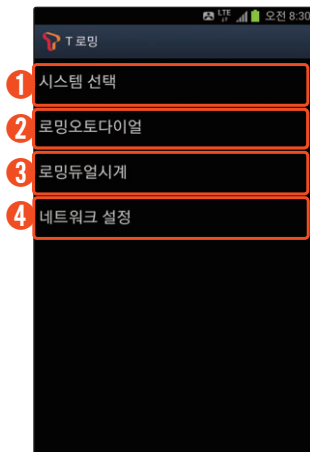 LTE 오전 8:30
T 로밍
1 시스템 선택
2 로밍오토다이얼
3 로밍듀얼시계
4 네트워크 설정